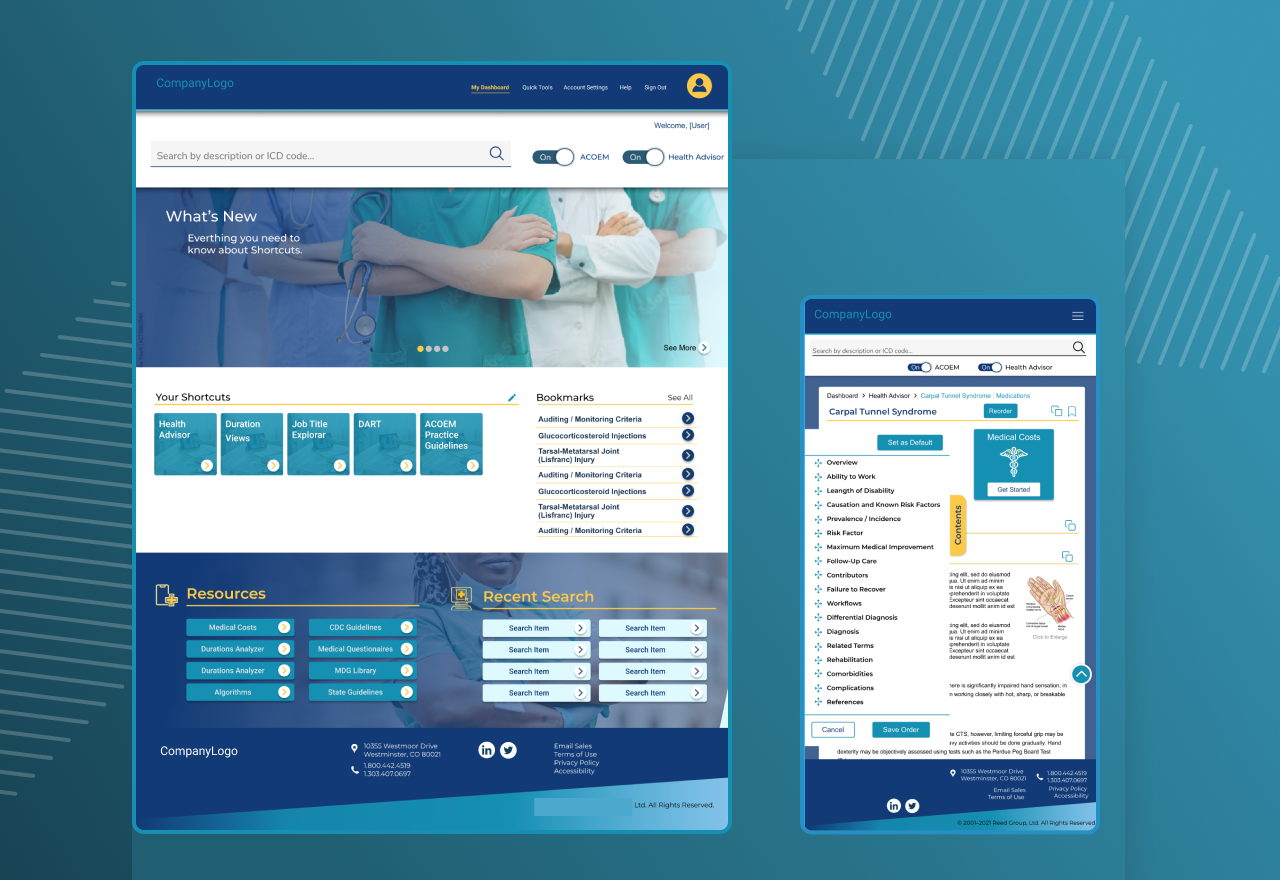 CompanyLogo
My Dashboard
Quick Tools
Account Settings
Help
Sign Out
Welcome, [User]
Search by description or ICD code...
On
ACOEM
On
Health Advisor
What's New
Everthing you need to
know about Shortcuts.
See More
Your Shortcuts
Health
Advisor
Duration
Views
Job Title
Explorar
DART
ACOEM
Practice
Guidelines
Bookmarks
See All
Auditing / Monitoring Criteria
Glucocorticosteroid Injections
Tarsal-Metatarsal Joint
(Lisfranc) Injury
Auditing / Monitoring Criteria
Glucocorticosteroid Injections
Tarsal-Metatarsal Joint
(Lisfranc) Injury
Auditing / Monitoring Criteria
Resources
Medical Costs
CDC Guidelines
Durations Analyzer
Medical Questionaires
Durations Analyzer
MDG Library
Algorithms
State Guidelines
Recent Search
Search Item
Search Item
Search Item
Search Item
Search Item
Search Item
Search Item
Search Item
CompanyLogo
10355 Westmoor Drive
Westminster, CO 80021
1.800.442.4519
1.303.407.0697
Email Sales
Terms of Use
Privacy Policy
Accessibility
Ltd. All Rights Reserved.
CompanyLogo
Search by description or ICD code...
On
ACOEM
On
Health Advisor
Dashboard > Health Advisor > Carpal Tunnel Syndrome : Medications
Carpal Tunnel Syndrome
Reorder
Set as Default
Overview
Ability to Work
Leangth of Disability
Causation and Known Risk Factors
Prevalence / Incidence
Risk Factor
Maximum Medical Improvement
Follow-Up Care
Contributors
Failure to Recover
Workflows
Differential Diagnosis
Diagnosis
Related Terms
Rehabilitation
Comorbidities
Complications
References
Cancel
Save Order
Contents
Medical Costs
Get Started
cing elit, sed do eiusmod
qua. Ut enim ad minim
is nisi ut aliquip ex ea
prehenderit in voluptate
Excepteur sint occaecat
deserunt mollit anim id est
cing elit, sed do eiusmod
qua. Ut enim ad minim
is nisi ut aliquip ex ea
prehenderit in voluptate
Excepteur sint occaecat
deserunt mollit anim id est
Click to Enlarge
here is significantly impaired hand sensation; in
n working closely with hot, sharp, or breakable
te CTS, however, limiting forceful grip may be
vy activities should be done gradually. Hand
dexterity may be objectively assessed using tests such as the Perdue Peg Board Test
10355 Westmoor Drive
Westminster, CO 80021
1.800.442.4519
1.303.407.0697
Email Sales
Terms of Use
Privacy Policy
Accessibility
© 2001–2021 Reed Group, Ltd. All Rights Reserved